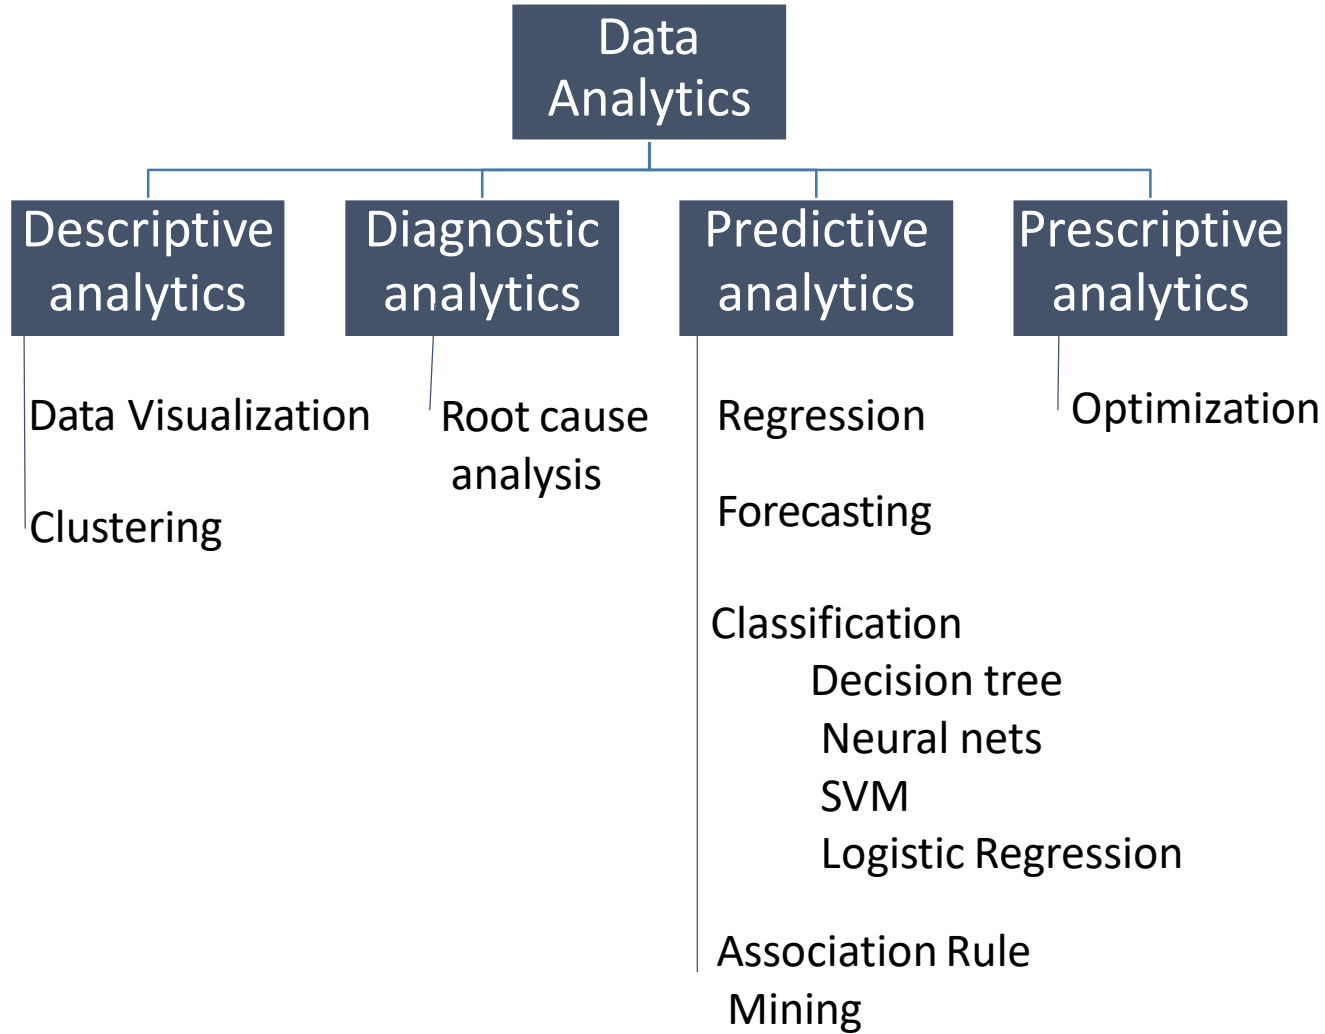 Data
Analytics
Descriptive
analytics
Diagnostic
analytics
Predictive
analytics
Prescriptive
analytics
Data Visualization
Clustering
Root cause
analysis
Regression
Forecasting
Classification
Decision tree
Neural nets
SVM
Logistic Regression
Association Rule
Mining
Optimization